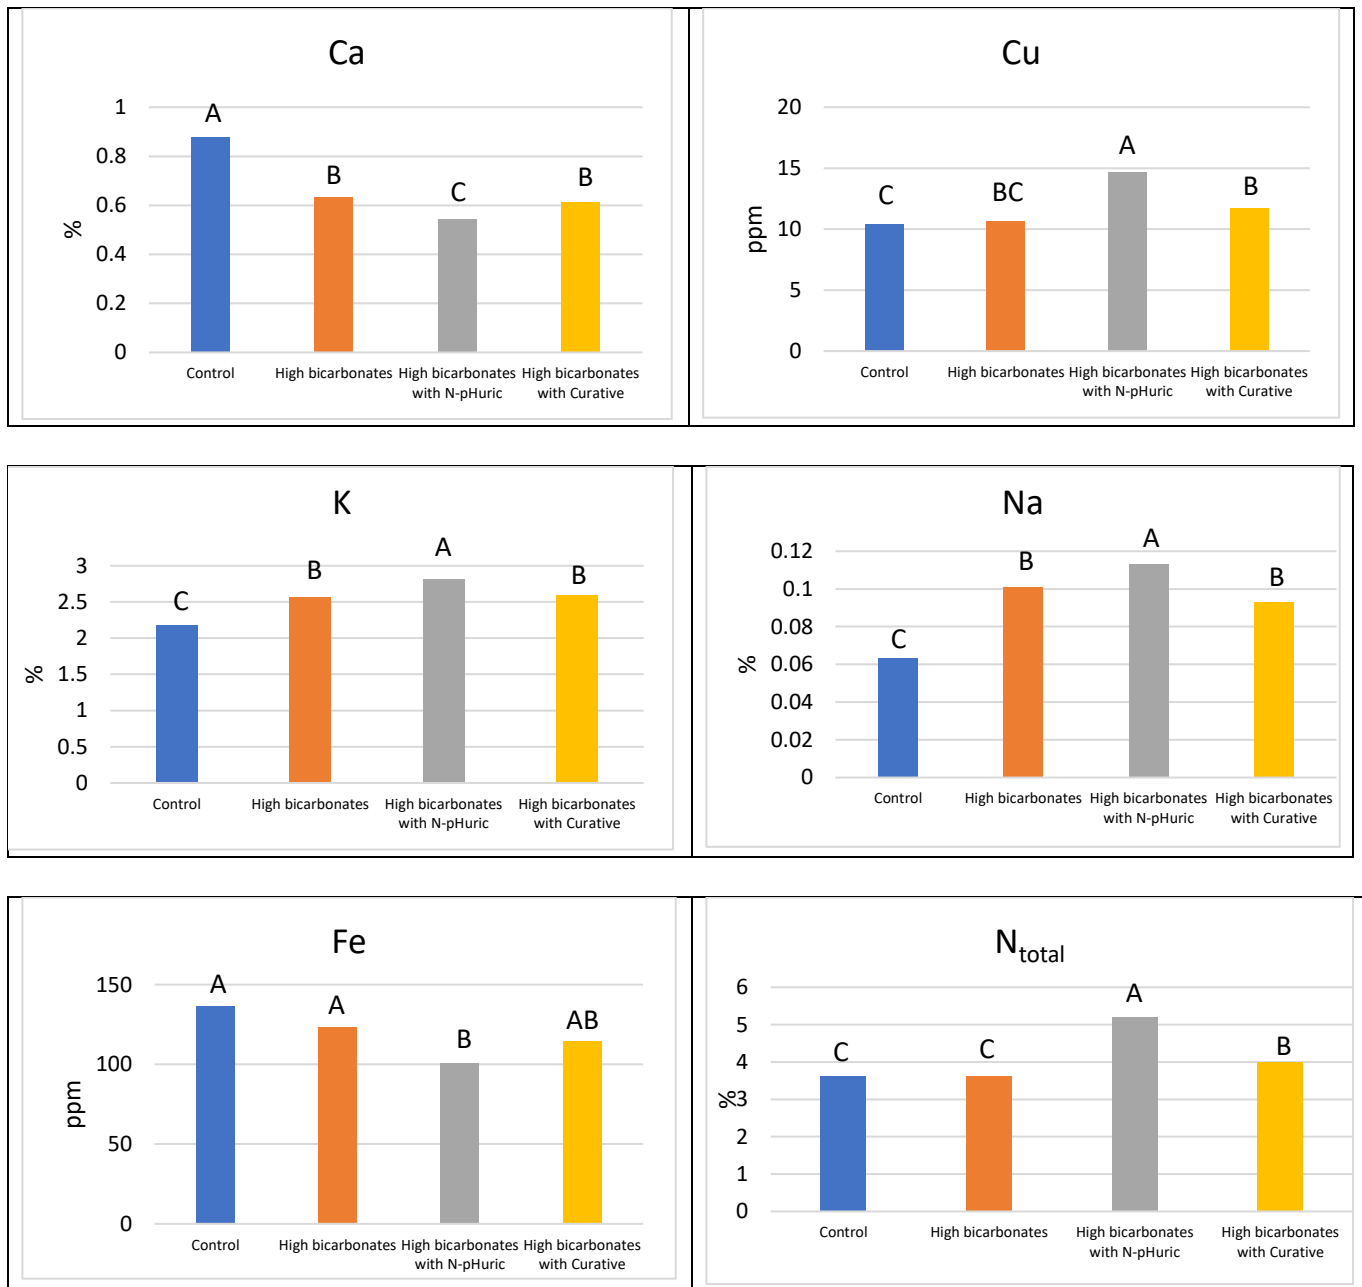 Ca
1
0.8
0.6
0.4
0.2
0
%
A
B
C
B
Control
High bicarbonates
High bicarbonates
with N-pHuric
High bicarbonates
with Curative
Cu
20
15
10
5
0
ppm
C
BC
A
B
Control
High bicarbonates
High bicarbonates
with N-pHuric
High bicarbonates
with Curative
K
3
2.5
2
1.5
1
0.5
0
%
C
B
A
B
Control
High bicarbonates
High bicarbonates
with N-pHuric
High bicarbonates
with Curative
Na
0.12
0.1
0.08
0.06
0.04
0.02
0
%
C
B
A
B
Control
High bicarbonates
High bicarbonates
with N-pHuric
High bicarbonates
with Curative
Fe
150
100
50
0
ppm
A
A
B
AB
Control
High bicarbonates
High bicarbonates
with N-pHuric
High bicarbonates
with Curative
Ntotal
6
5
4
3
2
1
0
%
C
C
A
B
Control
High bicarbonates
High bicarbonates
with N-pHuric
High bicarbonates
with Curative